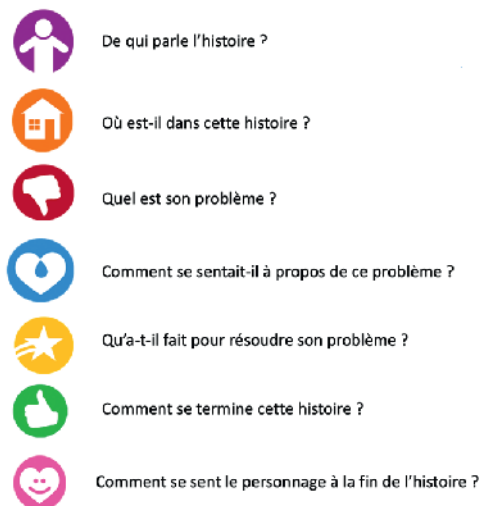 De qui parle l’histoire ?
Où est-il dans cette histoire ?
Quel est son problème ?
Comment se sentait-il à propos de ce problème ?
Qu’a-t-il fait pour résoudre son problème ?
Comment se termine cette histoire ?
Comment se sent le personnage à la fin de l’histoire ?